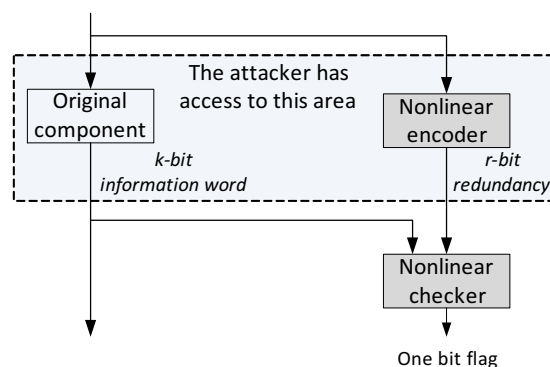 The attacker has
access to this area
Original
component
Nonlinear
encoder
k-bit
information word
r-bit
redundancy
Nonlinear
checker
One bit flag